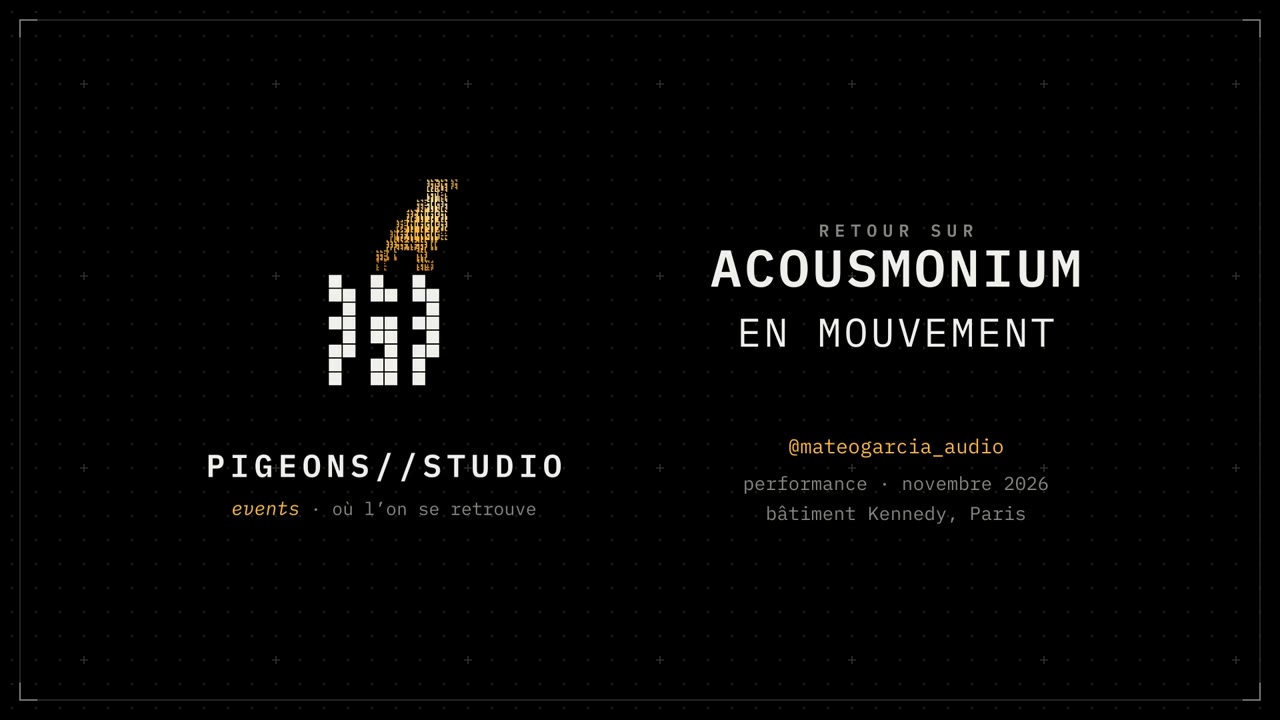 PIGEONS//STUDIO
events · où l’on se retrouve
RETOUR SUR
ACOUSMONIUM
EN MOUVEMENT
@mateogarcia_audio
performance · novembre 2026
bâtiment Kennedy, Paris